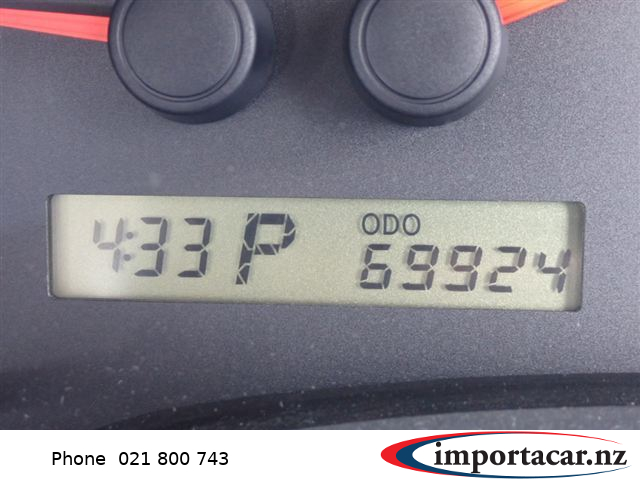 4:33 P ODO
69924
Phone 021 800 743
importacar.nz